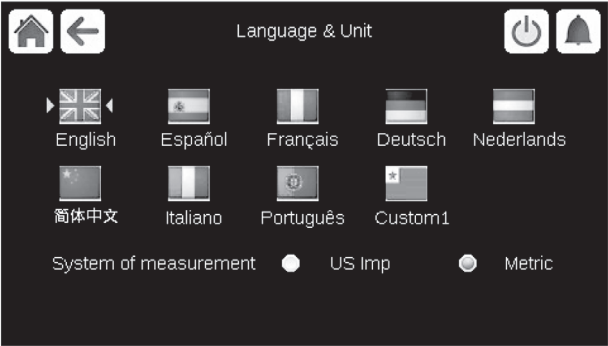 Language & Unit
English Español Français Deutsch Nederlands
简体中文 Italiano Português Custom1
System of measurement US Imp Metric